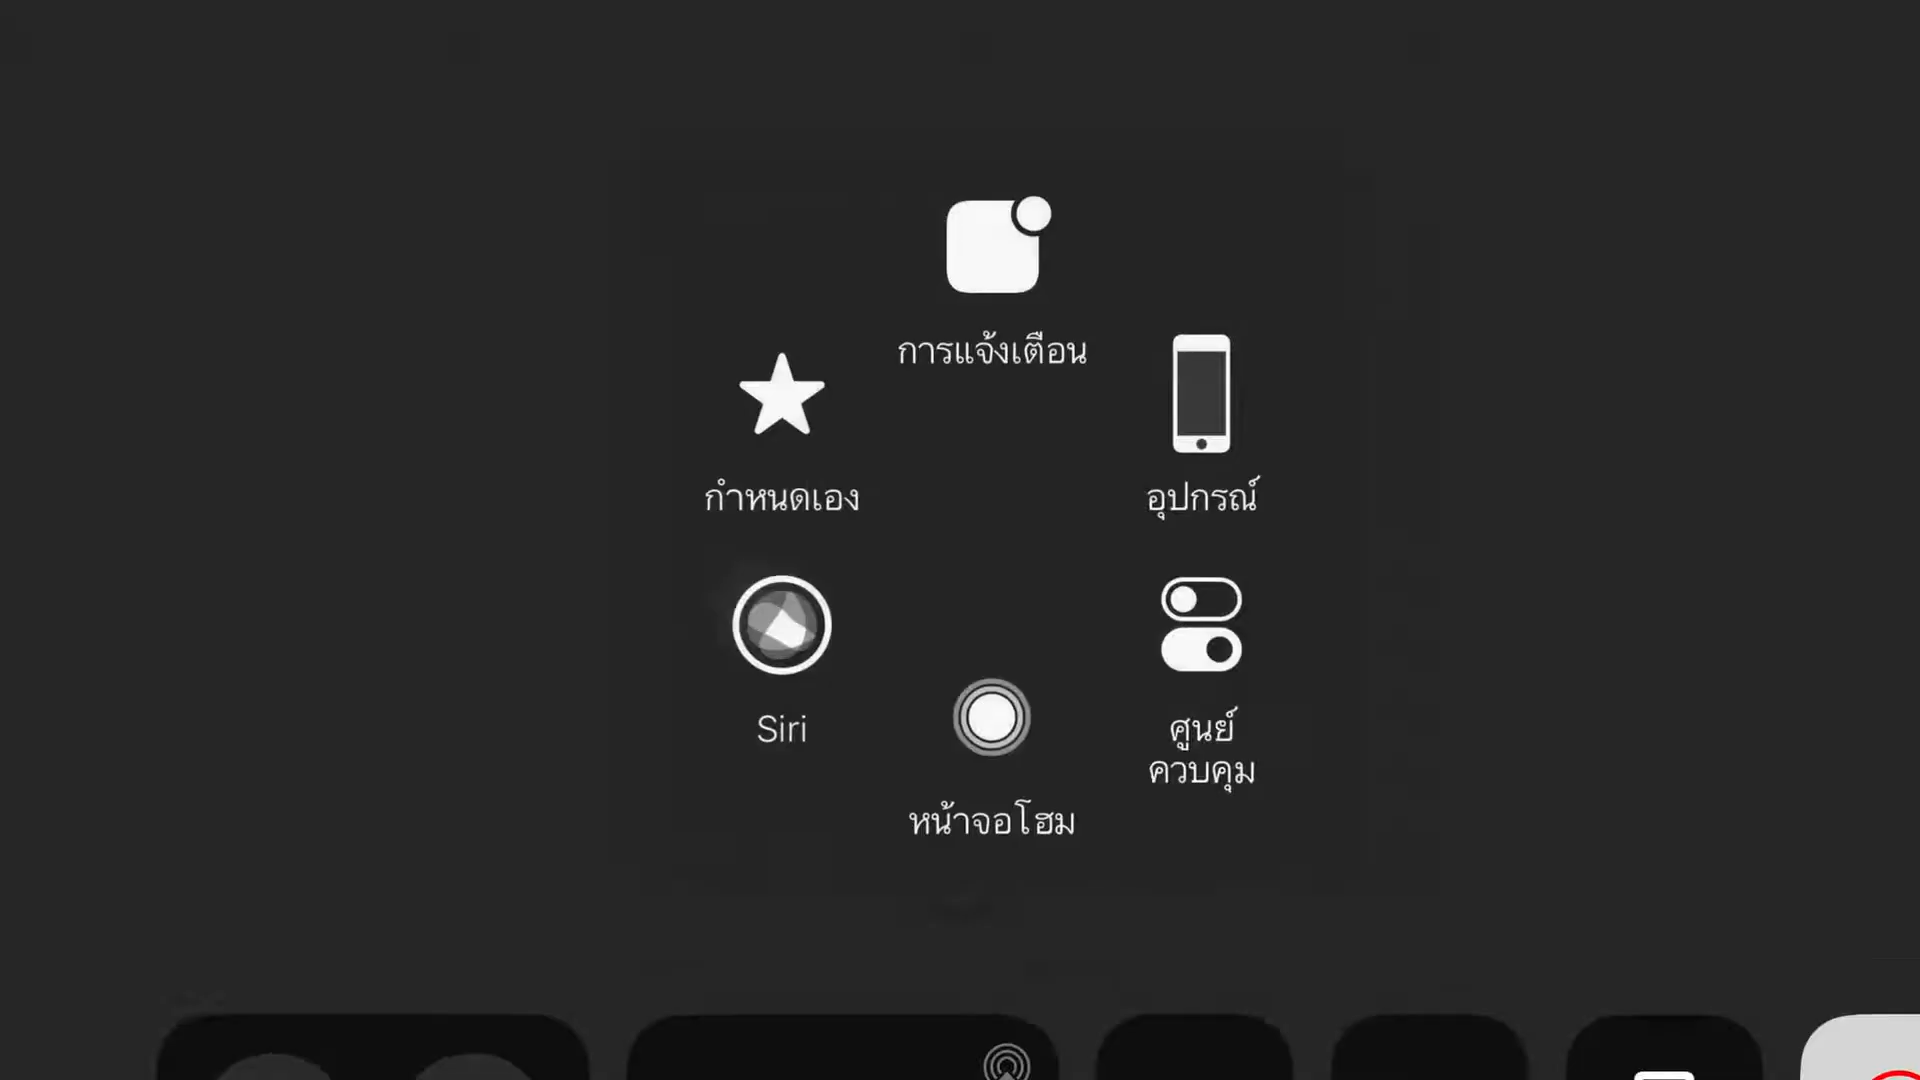 การแจ้งเตือน
กำหนดเอง
อุปกรณ์
Siri
ศูนย์
ควบคุม
หน้าจอโฮม